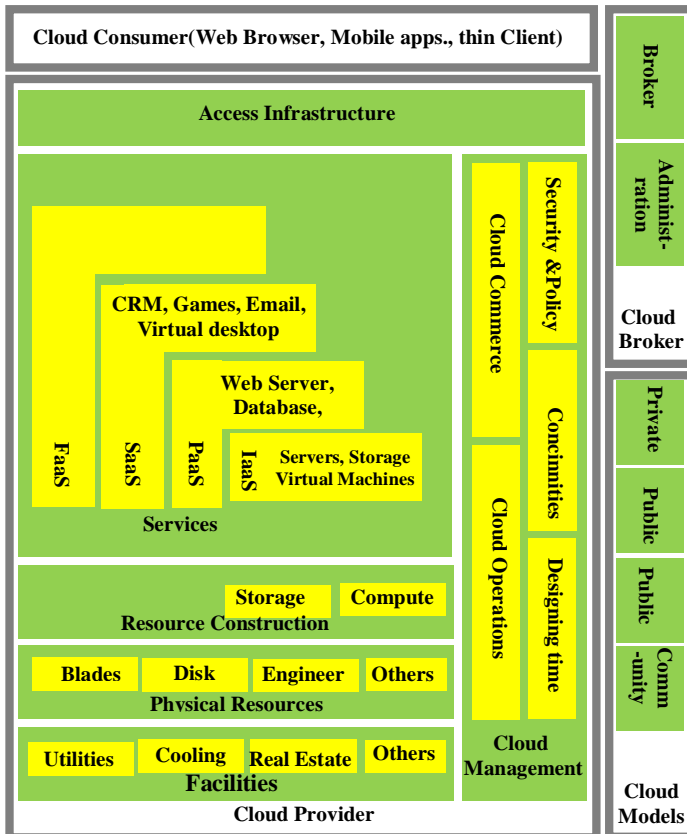 Cloud Consumer(Web Browser, Mobile apps., thin Client)
Access Infrastructure
CRM, Games, Email,
Virtual desktop
Web Server,
Database,
Servers, Storage
Virtual Machines
FaaS
SaaS
PaaS
IaaS
Services
Storage
Compute
Resource Construction
Blades
Disk
Engineer
Others
Physical Resources
Utilities
Cooling
Real Estate
Others
Facilities
Cloud Provider
Cloud Commerce
Cloud Operations
Security &Policy
Concinnities
Designing time
Cloud
Management
Broker
Administ-
ration
Cloud
Broker
Private
Public
Public
Comm
-unity
Cloud
Models